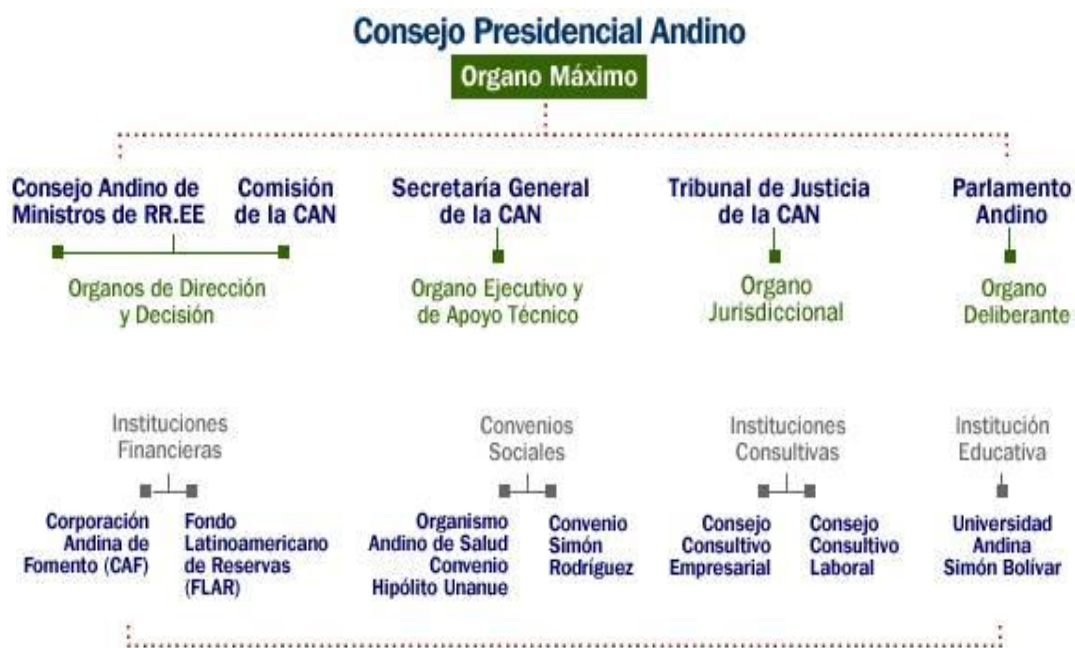 Consejo Presidencial Andino
Organo Máximo
Consejo Andino de
Ministros de RR.EE
Comisión
de la CAN
Secretaría General
de la CAN
Tribunal de Justicia
de la CAN
Parlamento
Andino
Organos de Dirección
y Decisión
Organo Ejecutivo y
de Apoyo Técnico
Organo
Jurisdiccional
Organo
Deliberante
Instituciones
Financieras
Convenios
Sociales
Instituciones
Consultivas
Institución
Educativa
Corporación
Andina de
Fomento (CAF)
Fondo
Latinoamericano
de Reservas
(FLAR)
Organismo
Andino de Salud
Convenio
Hipólito Unanue
Convenio
Simón
Rodríguez
Consejo
Consultivo
Empresarial
Consejo
Consultivo
Laboral
Universidad
Andina
Simón Bolívar